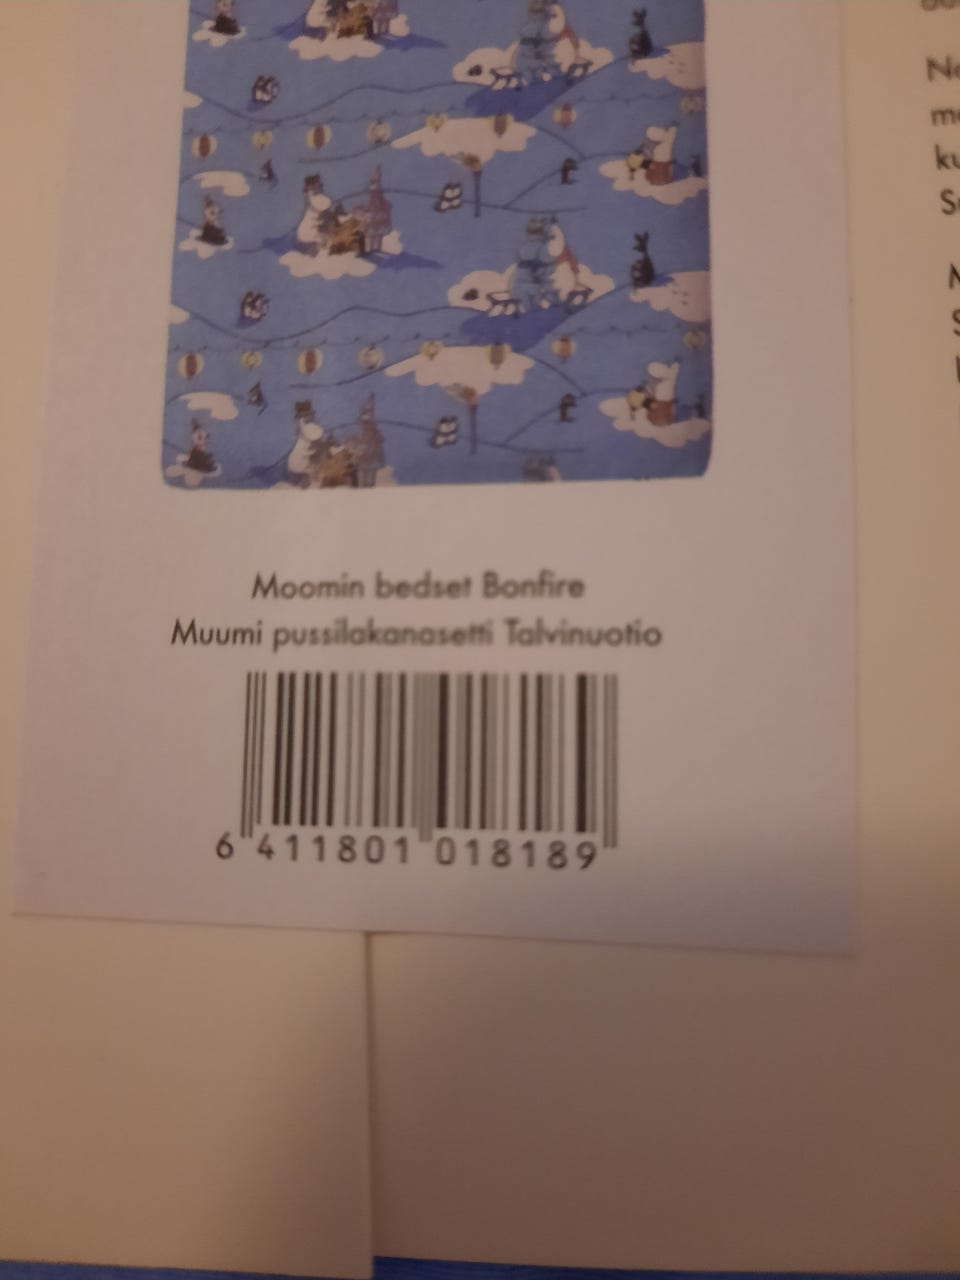 Moomin bedset Bonfire
Muumi pussilakanasetti Talvinuotio
6 411801 018189